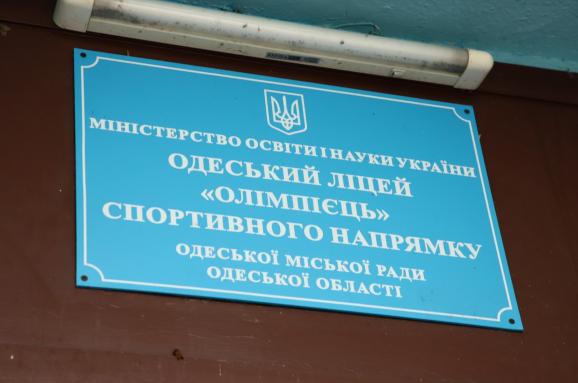 МІНІСТЕРСТВО ОСВІТИ І НАУКИ УКРАЇНИ
ОДЕСЬКИЙ ЛІЦЕЙ
«ОЛІМПІЄЦЬ»
СПОРТИВНОГО НАПРЯМКУ
ОДЕСЬКОЇ МІСЬКОЇ РАДИ
ОДЕСЬКОЇ ОБЛАСТІ